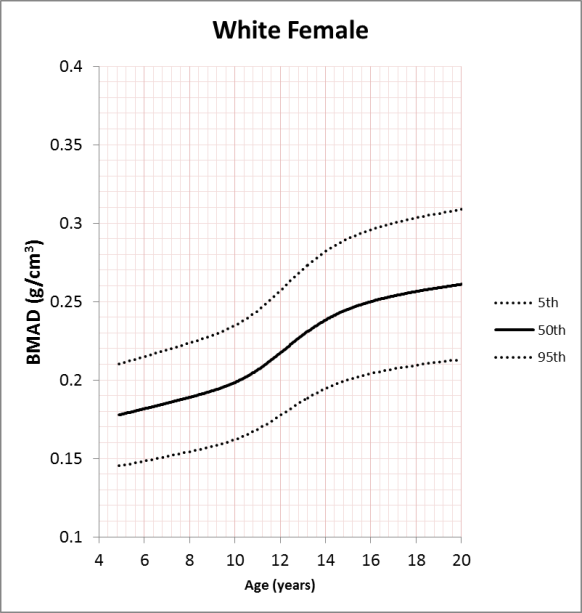 White Female
0.4
0.35
0.3
0.25
0.2
0.15
0.1
BMAD (g/cm³)
4 6 8 10 12 14 16 18 20
Age (years)
5th
50th
95th